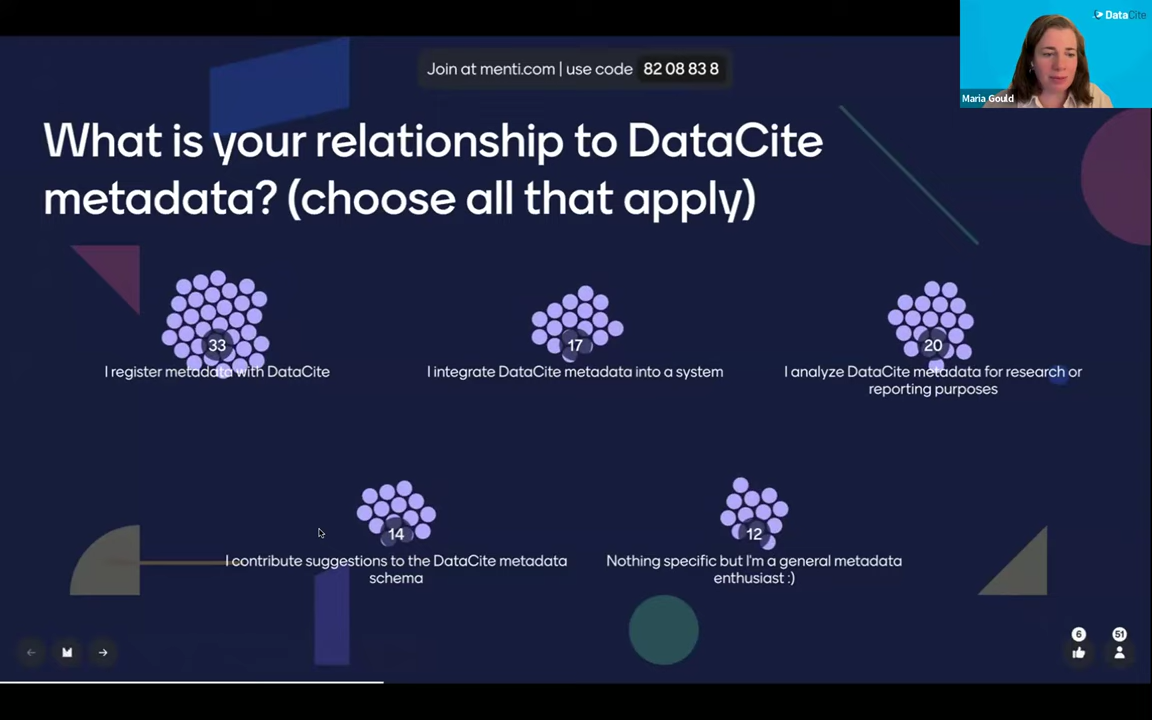 DataCite
Maria Gould
Join at menti.com | use code 82 08 83 8
What is your relationship to DataCite
metadata? (choose all that apply)
33
I register metadata with DataCite
17
I integrate DataCite metadata into a system
20
I analyze DataCite metadata for research or
reporting purposes
14
I contribute suggestions to the DataCite metadata
schema
12
Nothing specific but I'm a general metadata
enthusiast :)
6
51